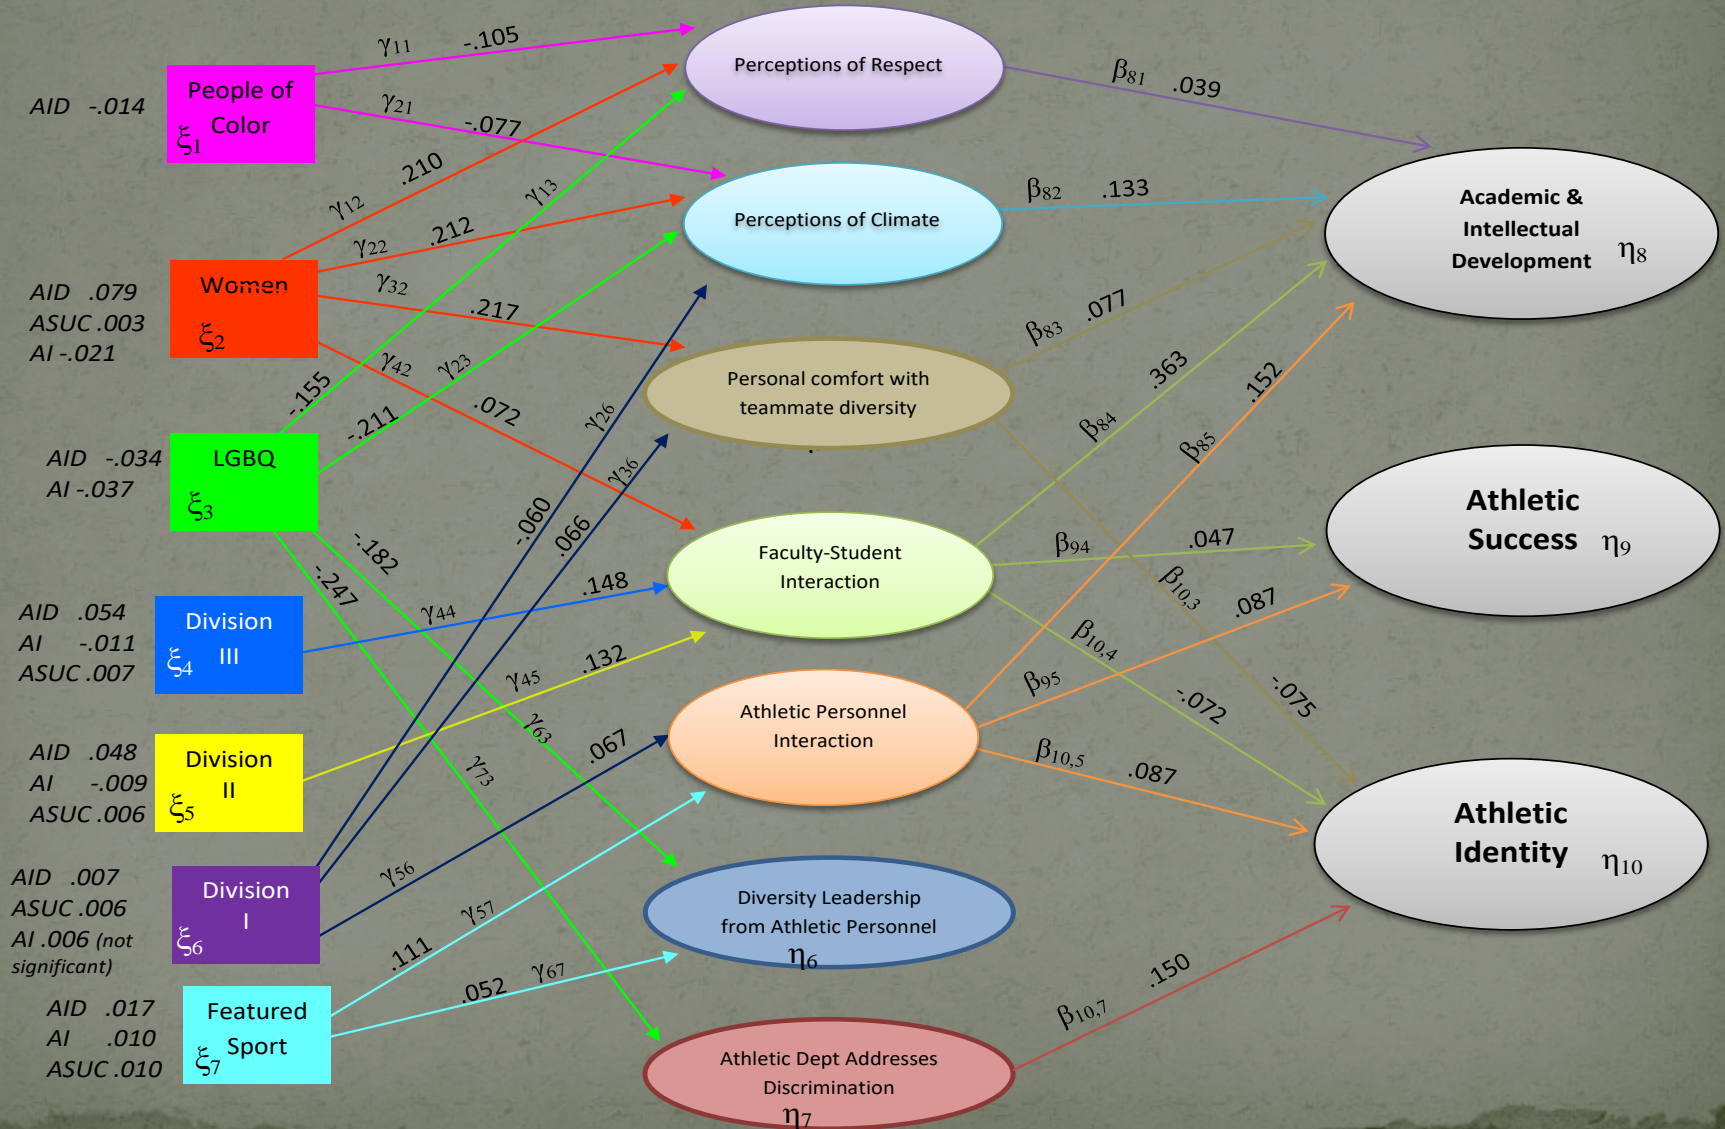 γ11 -.105
People of
Color
ξ1
AID -.014
γ21
-.077
Perceptions of Respect
β81 .039
γ12 .210
γ13
γ22 .212
Perceptions of Climate
β82 .133
Academic &
Intellectual
Development η8
Women
ξ2
AID .079
ASUC .003
AI -.021
γ32
.217
γ42
.072
γ23
-.155
-.211
Personal comfort with
teammate diversity
β83 .077
.363
β84
.152
β85
LGBQ
ξ3
AID -.034
AI -.037
γ26
γ36
-.060
.066
-.182
-.247
Faculty-Student
Interaction
β94 .047
Athletic
Success η9
β10,3
-.075
.087
β10,4
-.072
β95
Division
III
ξ4
AID .054
AI -.011
ASUC .007
γ44 .148
γ45 .132
Division
II
ξ5
AID .048
AI -.009
ASUC .006
γ63
γ73
.067
Athletic Personnel
Interaction
β10,5 .087
Athletic
Identity η10
Division
I
ξ6
AID .007
ASUC .006
AI .006 (not
significant)
γ56
γ57
.111
Diversity Leadership
from Athletic Personnel
η6
.052 γ67
Featured
Sport
ξ7
AID .017
AI .010
ASUC .010
Athletic Dept Addresses
Discrimination
η7
β10,7 .150